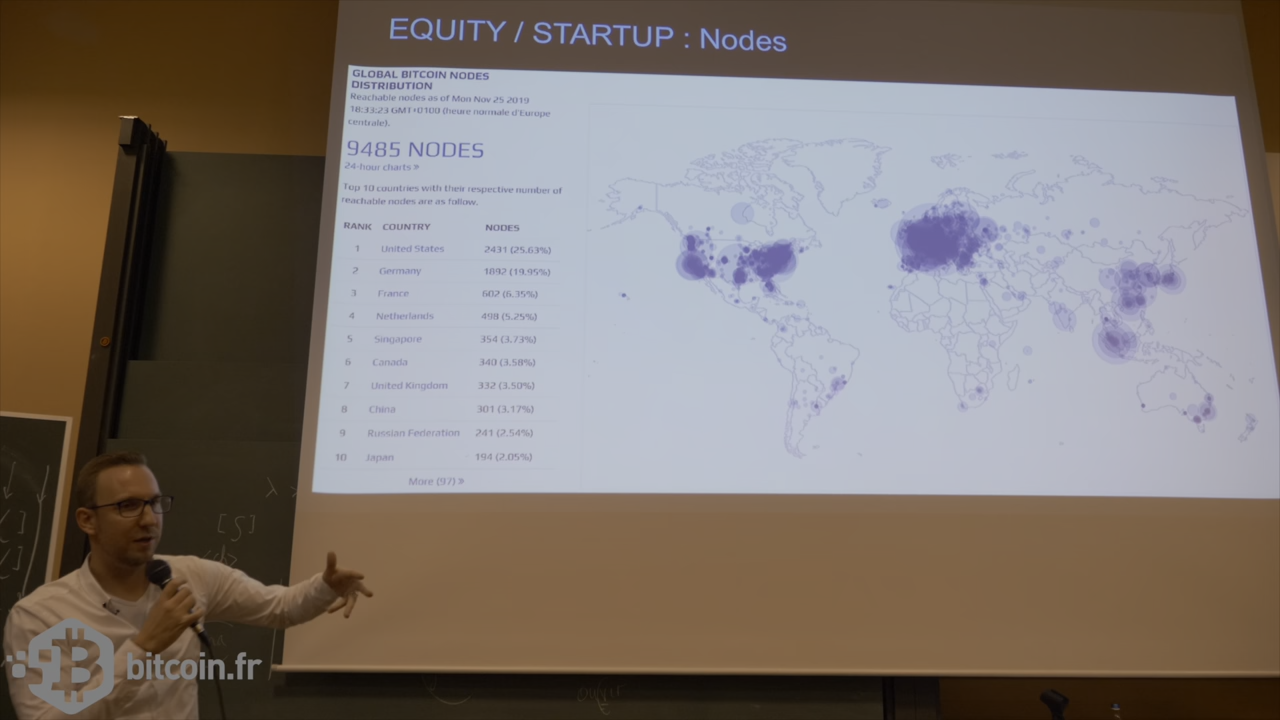 EQUITY / STARTUP : Nodes
GLOBAL BITCOIN NODES
DISTRIBUTION
Reachable nodes as of Mon Nov 25 2019
18:33:23 GMT+0100 (heure normale d'Europe
centrale).
9485 NODES
24-hour charts »
Top 10 countries with their respective number of
reachable nodes are as follow.
RANK COUNTRY NODES
1 United States 2431 (25.63%)
2 Germany 1892 (19.95%)
3 France 602 (6.35%)
4 Netherlands 498 (5.25%)
5 Singapore 354 (3.73%)
6 Canada 340 (3.58%)
7 United Kingdom 332 (3.50%)
8 China 301 (3.17%)
9 Russian Federation 241 (2.54%)
10 Japan 194 (2.05%)
More (97) »
λ
[S]
bitcoin.fr